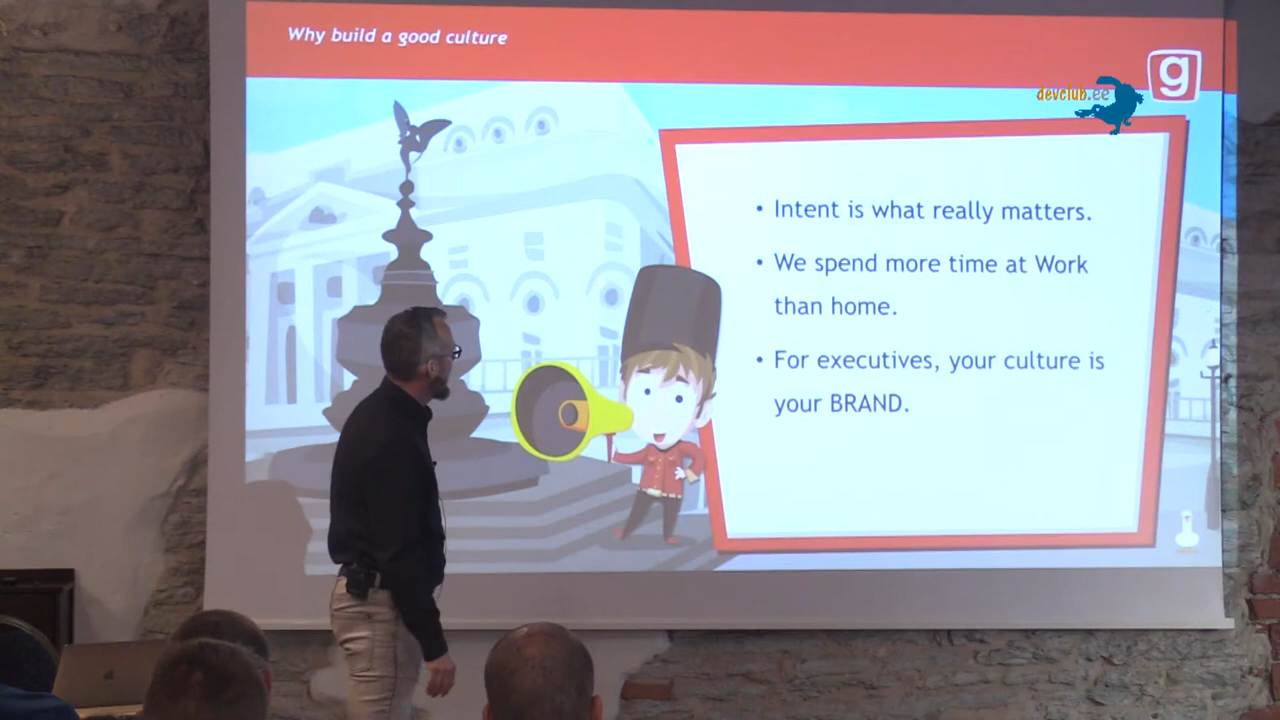 Why build a good culture
g
devclub.ee
• Intent is what really matters.
• We spend more time at Work
than home.
• For executives, your culture is
your BRAND.